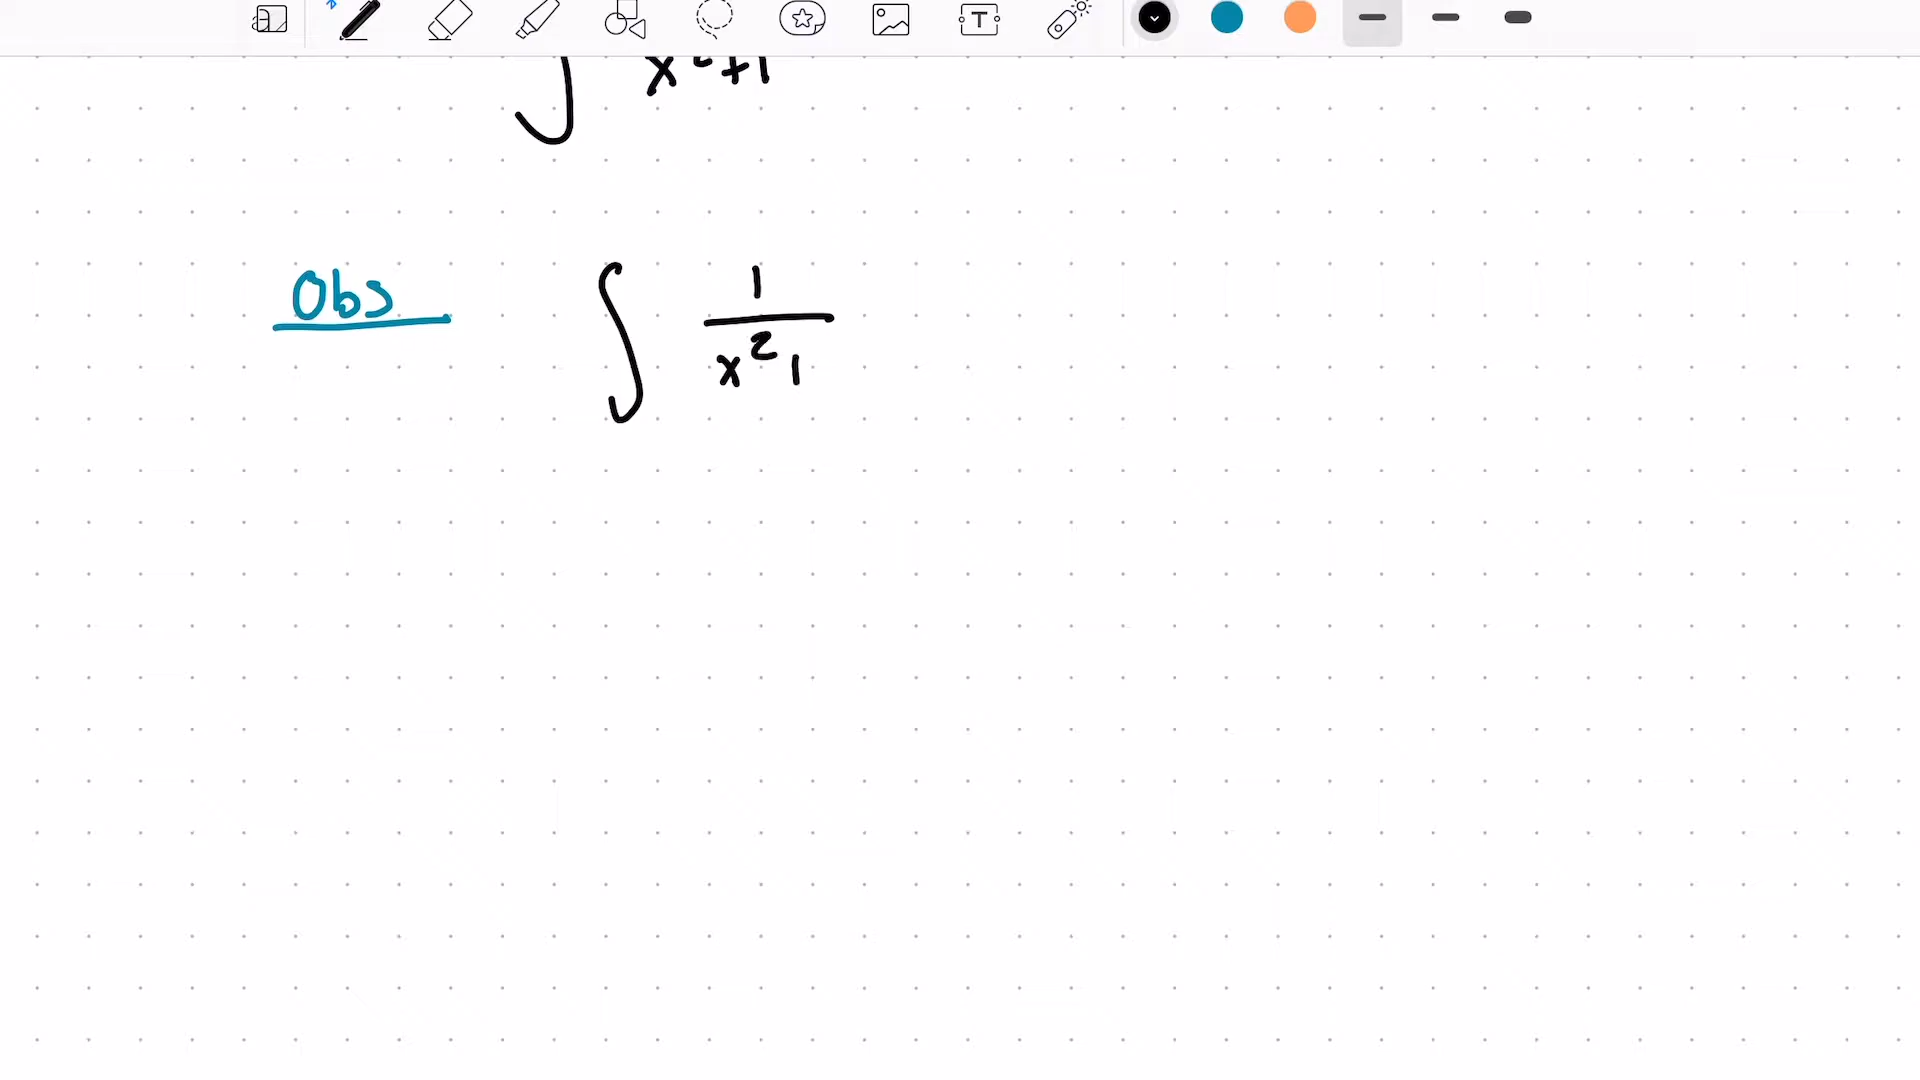 ∫ x²+1
Obs ∫ 1/x² 1